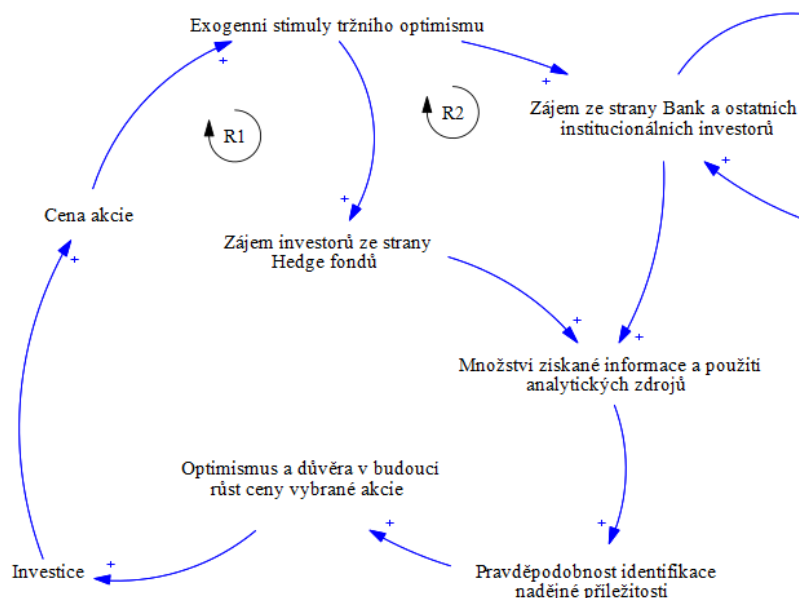 Exogenní stimuly tržního optimismu
+
+
R1
R2
Zájem ze strany Bank a ostatních
institucionálních investorů
+
+
Cena akcie
+
Zájem investorů ze strany
Hedge fondů
+
+
Množství získané informace a použití
analytických zdrojů
Optimismus a důvěra v budoucí
růst ceny vybrané akcie
+
+
+
Investice
Pravděpodobnost identifikace
nadějné příležitosti